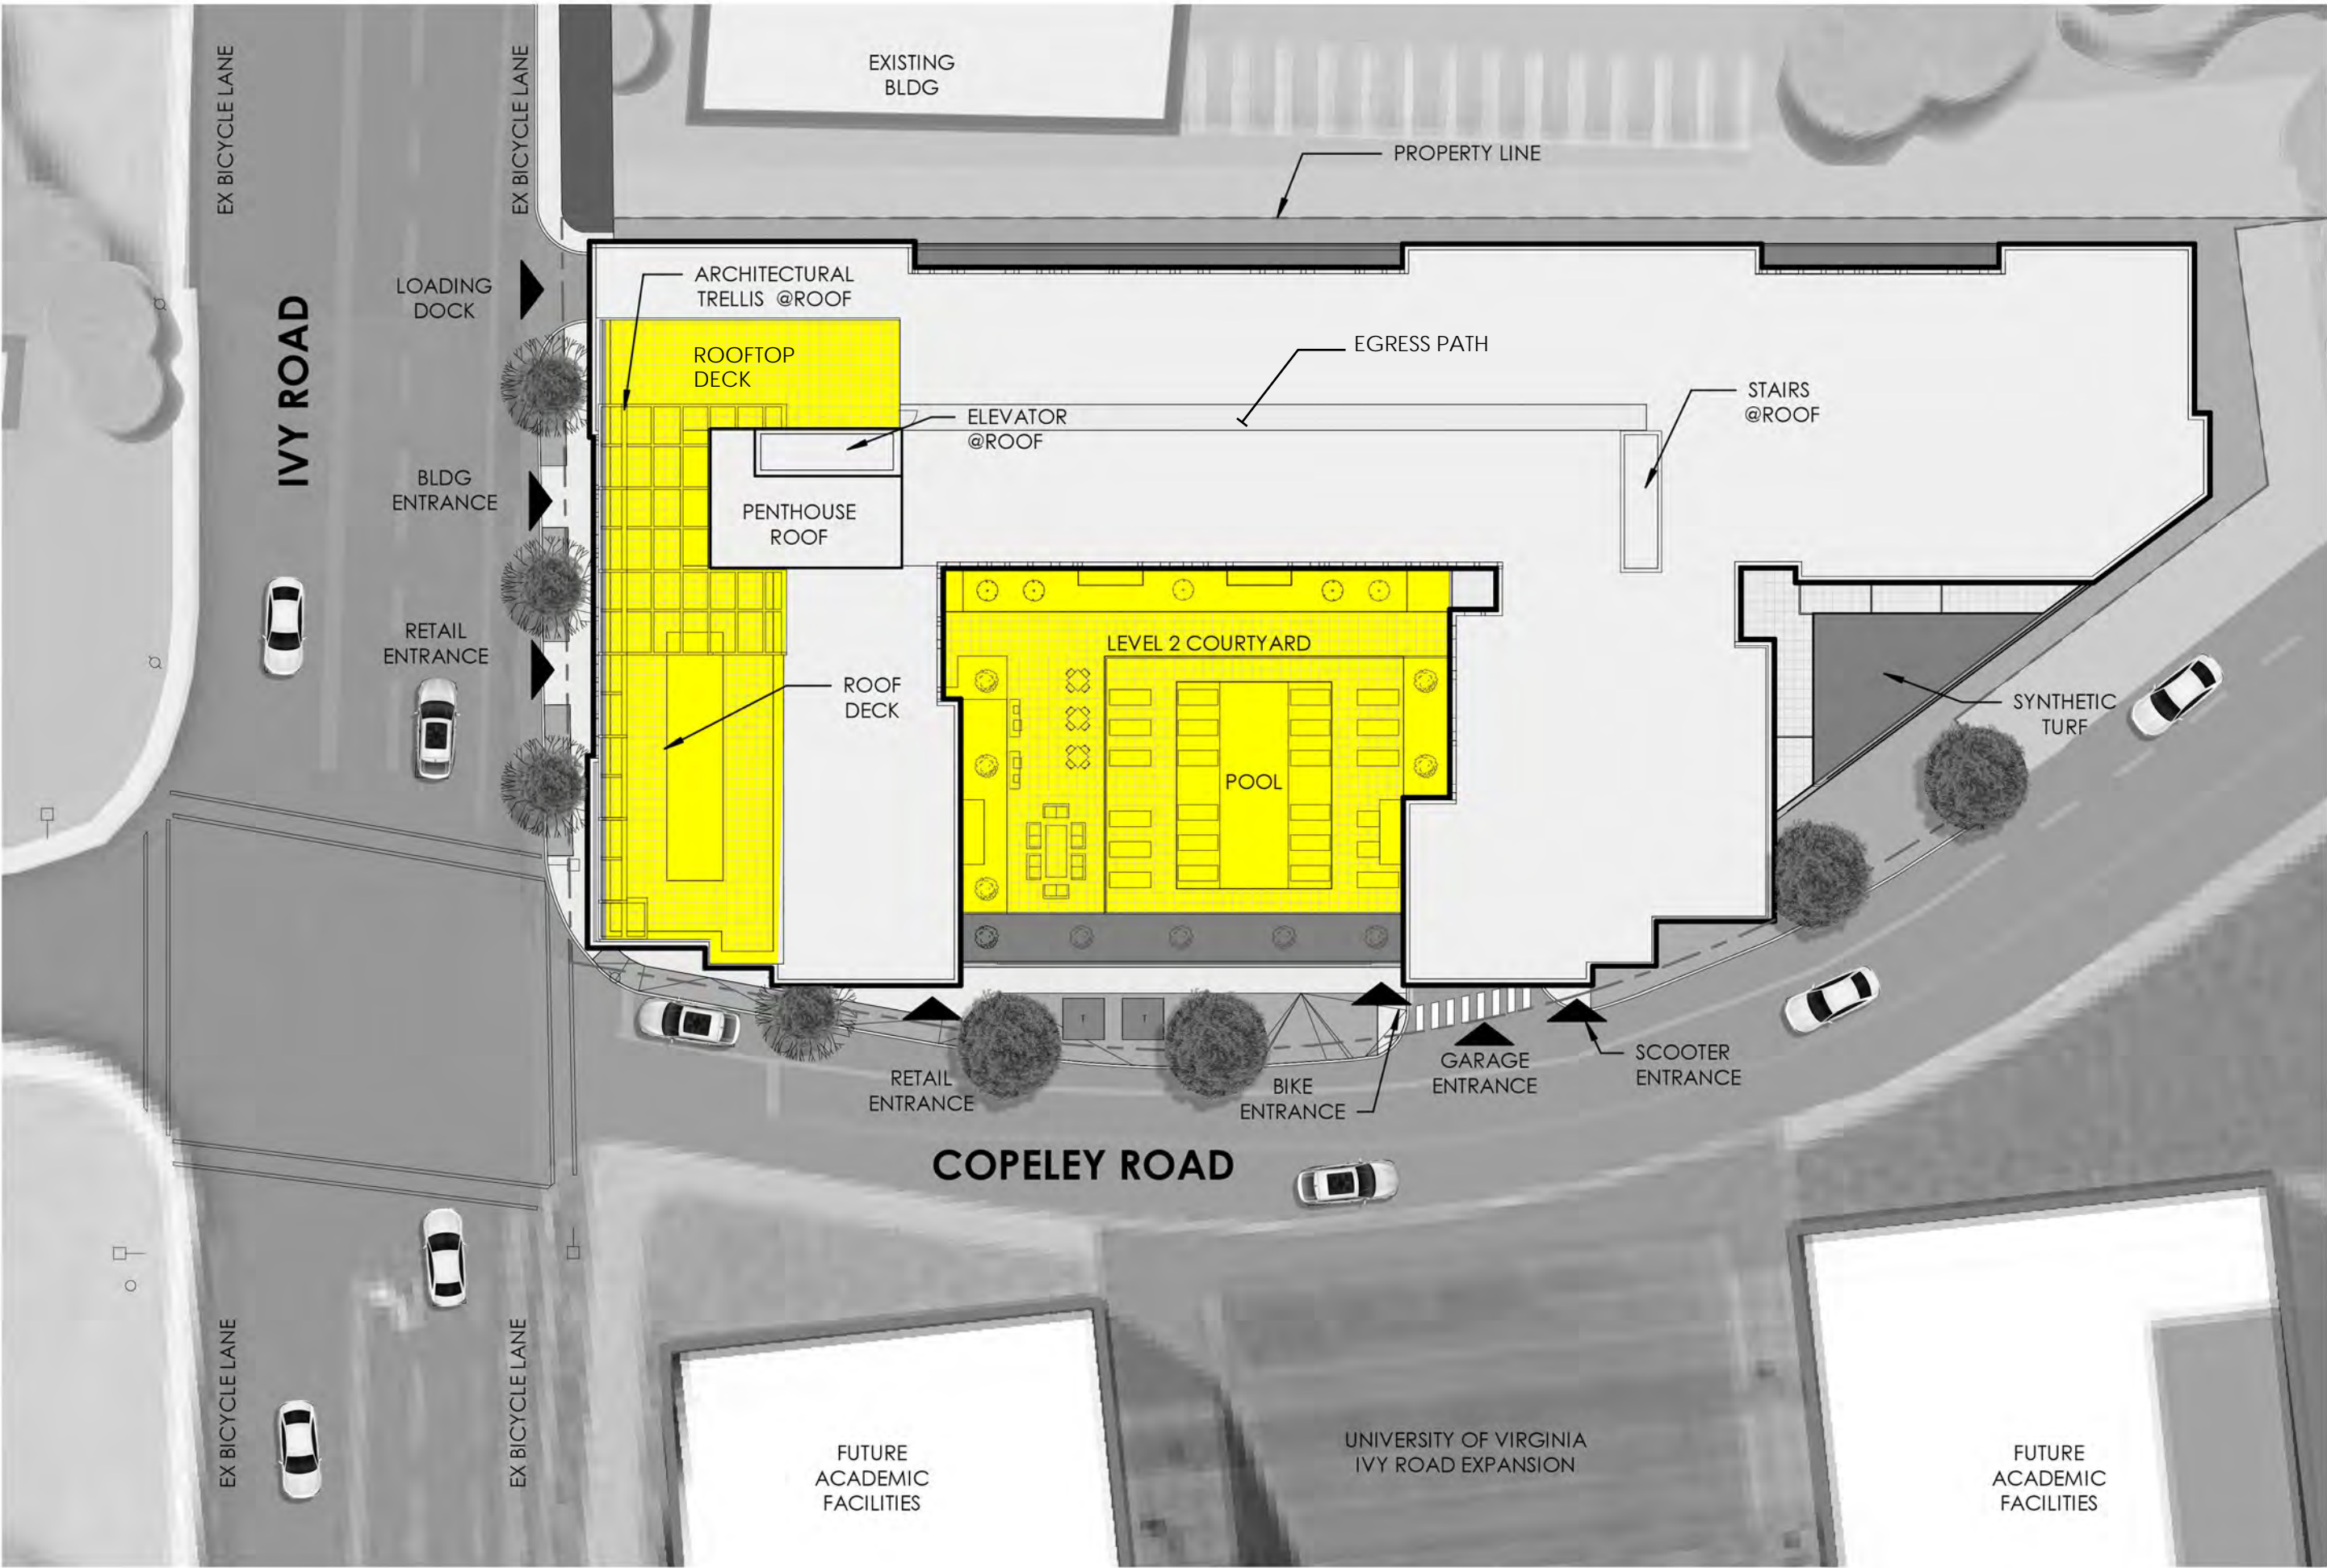 EX BICYCLE LANE
EX BICYCLE LANE
EXISTING
BLDG
PROPERTY LINE
LOADING
DOCK
ARCHITECTURAL
TRELLIS @ROOF
IVY ROAD
ROOFTOP
DECK
EGRESS PATH
STAIRS
@ROOF
ELEVATOR
@ROOF
BLDG
ENTRANCE
PENTHOUSE
ROOF
RETAIL
ENTRANCE
LEVEL 2 COURTYARD
ROOF
DECK
SYNTHETIC
TURF
POOL
T
T
RETAIL
ENTRANCE
BIKE
ENTRANCE
GARAGE
ENTRANCE
SCOOTER
ENTRANCE
COPELEY ROAD
EX BICYCLE LANE
EX BICYCLE LANE
FUTURE
ACADEMIC
FACILITIES
UNIVERSITY OF VIRGINIA
IVY ROAD EXPANSION
FUTURE
ACADEMIC
FACILITIES